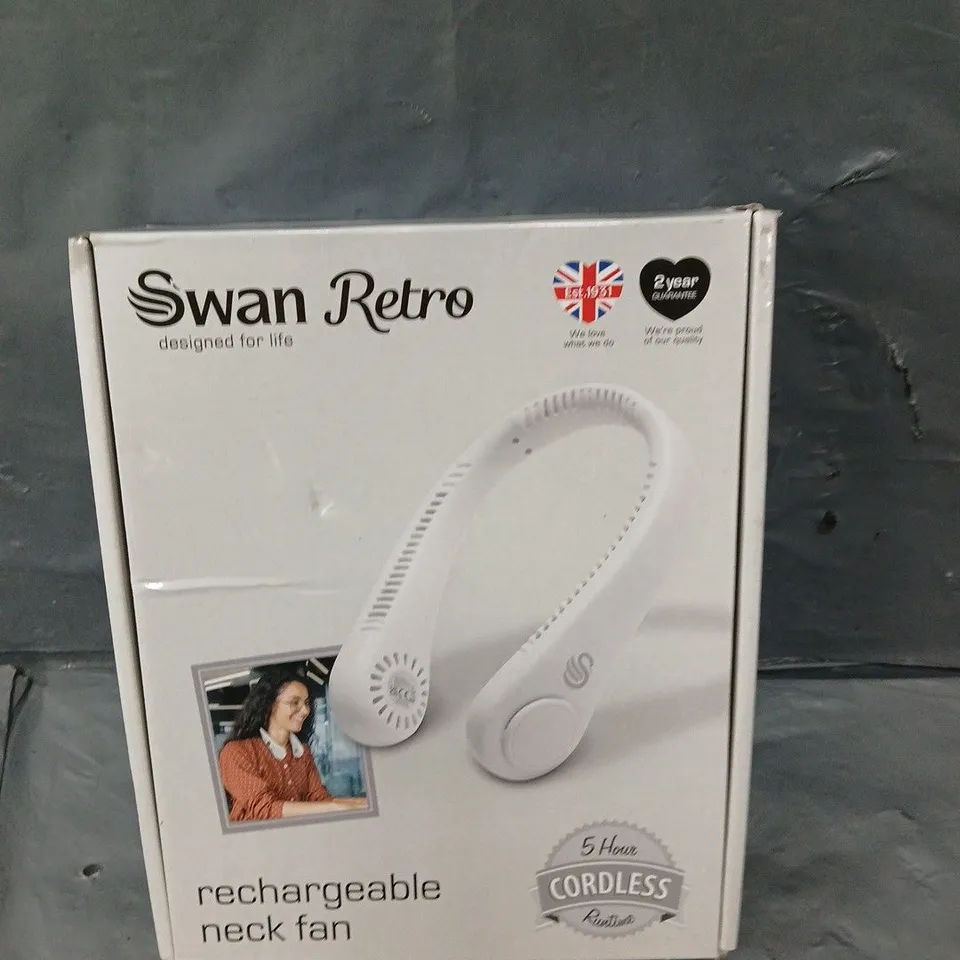 Swan Retro
designed for life
Est.1931
We love
what we do
2 year
GUARANTEE
We're proud
of our quality
rechargeable
neck fan
5 Hour
CORDLESS
Runtime